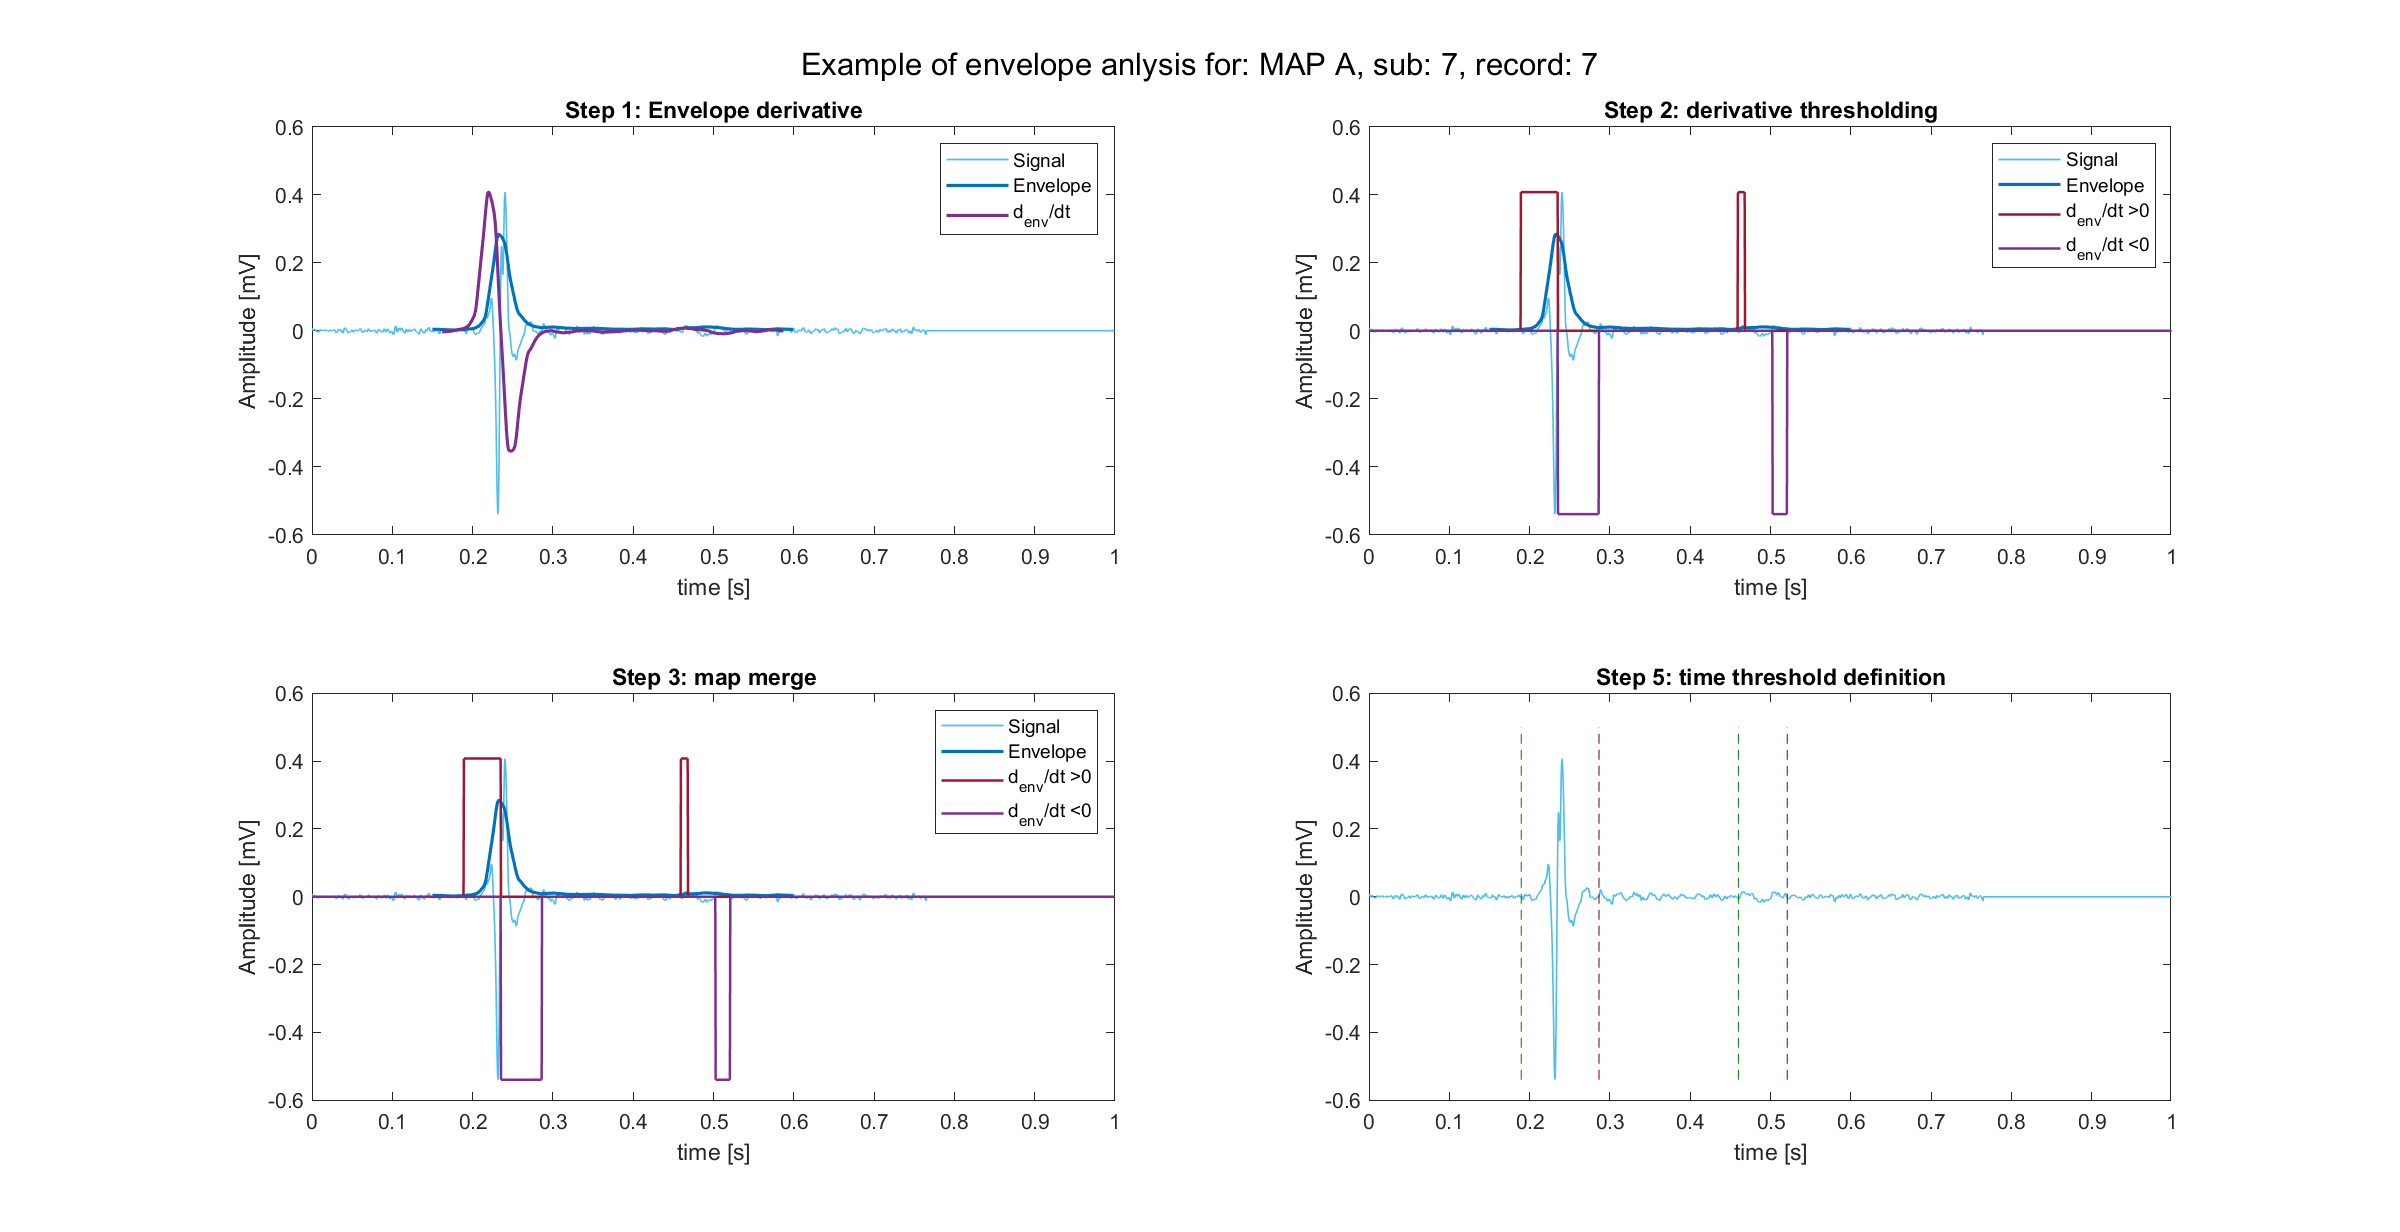 Example of envelope anlysis for: MAP A, sub: 7, record: 7
Step 1: Envelope derivative
Amplitude [mV]
0.6
0.4
0.2
0
-0.2
-0.4
-0.6
Signal
Envelope
d_env/dt
0 0.1 0.2 0.3 0.4 0.5 0.6 0.7 0.8 0.9 1
time [s]
Step 2: derivative thresholding
Amplitude [mV]
0.6
0.4
0.2
0
-0.2
-0.4
-0.6
Signal
Envelope
d_env/dt >0
d_env/dt <0
0 0.1 0.2 0.3 0.4 0.5 0.6 0.7 0.8 0.9 1
time [s]
Step 3: map merge
Amplitude [mV]
0.6
0.4
0.2
0
-0.2
-0.4
-0.6
Signal
Envelope
d_env/dt >0
d_env/dt <0
0 0.1 0.2 0.3 0.4 0.5 0.6 0.7 0.8 0.9 1
time [s]
Step 5: time threshold definition
Amplitude [mV]
0.6
0.4
0.2
0
-0.2
-0.4
-0.6
0 0.1 0.2 0.3 0.4 0.5 0.6 0.7 0.8 0.9 1
time [s]